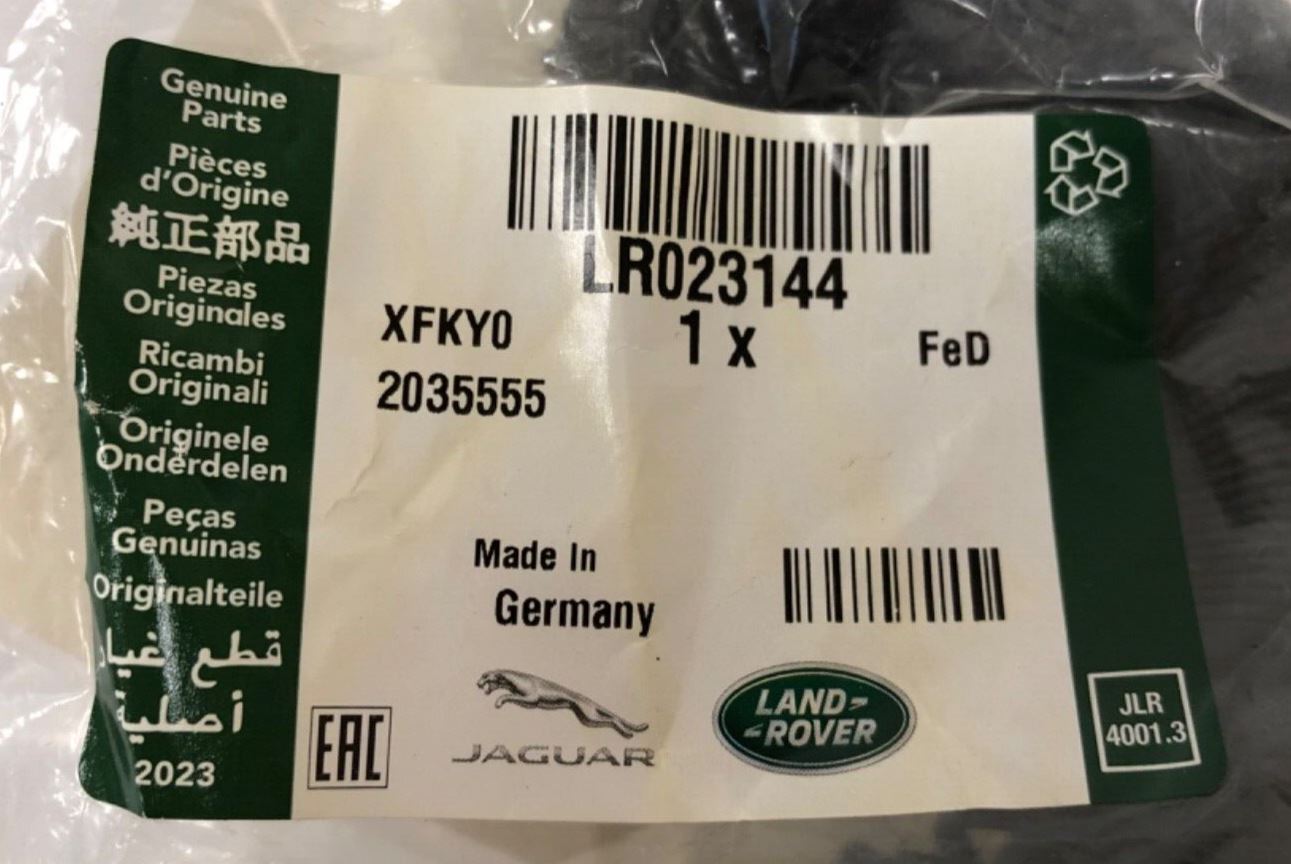 Genuine
Parts
Pièces
d'Origine
純正部品
Piezas
Originales
Ricambi
Originali
Originele
Onderdelen
Peças
Genuinas
Originalteile
قطع غيار
أصلية
2023
LR023144
XFKY0 1 x FeD
2035555
Made In
Germany
EAC
JAGUAR
LAND-
-ROVER
JLR
4001.3